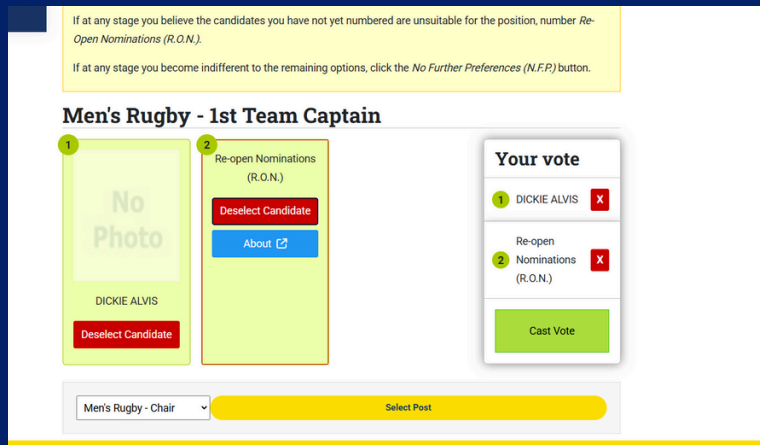 If at any stage you believe the candidates you have not yet numbered are unsuitable for the position, number Re-
Open Nominations (R.O.N.).
If at any stage you become indifferent to the remaining options, click the No Further Preferences (N.F.P.) button.
Men's Rugby - 1st Team Captain
1
No
Photo
DICKIE ALVIS
Deselect Candidate
2
Re-open Nominations
(R.O.N.)
Deselect Candidate
About
Your vote
1 DICKIE ALVIS X
Re-open
2 Nominations X
(R.O.N.)
Cast Vote
Men's Rugby - Chair
Select Post